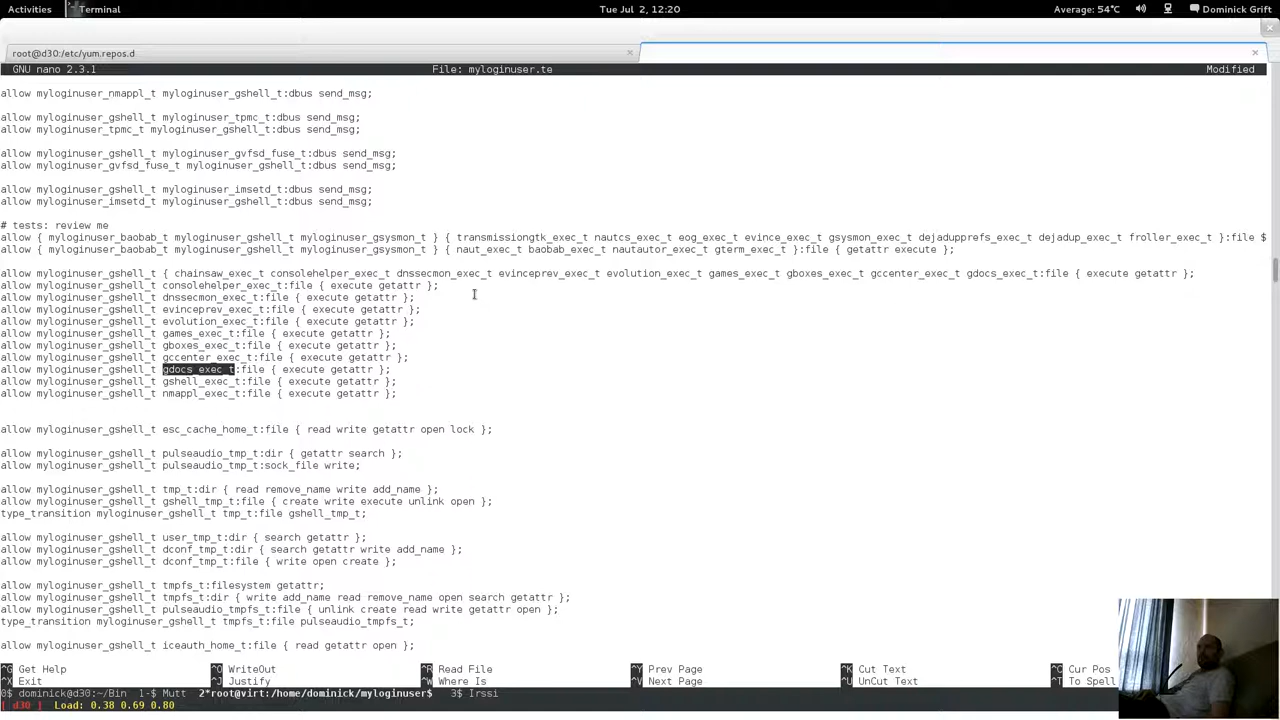 Activities Terminal Tue Jul 2, 12:20 Average: 54°C Dominick Grift
root@d30:/etc/yum.repos.d × ×
GNU nano 2.3.1 File: myloginuser.te Modified
allow myloginuser_nmappl_t myloginuser_gshell_t:dbus send_msg;
allow myloginuser_gshell_t myloginuser_tpmc_t:dbus send_msg;
allow myloginuser_tpmc_t myloginuser_gshell_t:dbus send_msg;
allow myloginuser_gshell_t myloginuser_gvfsd_fuse_t:dbus send_msg;
allow myloginuser_gvfsd_fuse_t myloginuser_gshell_t:dbus send_msg;
allow myloginuser_gshell_t myloginuser_imsetd_t:dbus send_msg;
allow myloginuser_imsetd_t myloginuser_gshell_t:dbus send_msg;
# tests: review me
allow { myloginuser_baobab_t myloginuser_gshell_t myloginuser_gsysmon_t } { transmissiongtk_exec_t nautcs_exec_t eog_exec_t evince_exec_t gsysmon_exec_t dejadupprefs_exec_t dejadup_exec_t froller_exec_t }:file $
allow { myloginuser_baobab_t myloginuser_gshell_t myloginuser_gsysmon_t } { naut_exec_t baobab_exec_t nautautor_exec_t gterm_exec_t }:file { getattr execute };
allow myloginuser_gshell_t { chainsaw_exec_t consolehelper_exec_t dnssecmon_exec_t evinceprev_exec_t evolution_exec_t games_exec_t gboxes_exec_t gccenter_exec_t gdocs_exec_t:file { execute getattr };
allow myloginuser_gshell_t consolehelper_exec_t:file { execute getattr };
allow myloginuser_gshell_t dnssecmon_exec_t:file { execute getattr };
allow myloginuser_gshell_t evinceprev_exec_t:file { execute getattr };
allow myloginuser_gshell_t evolution_exec_t:file { execute getattr };
allow myloginuser_gshell_t games_exec_t:file { execute getattr };
allow myloginuser_gshell_t gboxes_exec_t:file { execute getattr };
allow myloginuser_gshell_t gccenter_exec_t:file { execute getattr };
allow myloginuser_gshell_t gdocs_exec_t:file { execute getattr };
allow myloginuser_gshell_t gshell_exec_t:file { execute getattr };
allow myloginuser_gshell_t nmappl_exec_t:file { execute getattr };
allow myloginuser_gshell_t esc_cache_home_t:file { read write getattr open lock };
allow myloginuser_gshell_t pulseaudio_tmp_t:dir { getattr search };
allow myloginuser_gshell_t pulseaudio_tmp_t:sock_file write;
allow myloginuser_gshell_t tmp_t:dir { read remove_name write add_name };
allow myloginuser_gshell_t gshell_tmp_t:file { create write execute unlink open };
type_transition myloginuser_gshell_t tmp_t:file gshell_tmp_t;
allow myloginuser_gshell_t user_tmp_t:dir { search getattr };
allow myloginuser_gshell_t dconf_tmp_t:dir { search getattr write add_name };
allow myloginuser_gshell_t dconf_tmp_t:file { write open create };
allow myloginuser_gshell_t tmpfs_t:filesystem getattr;
allow myloginuser_gshell_t tmpfs_t:dir { write add_name read remove_name open search getattr };
allow myloginuser_gshell_t pulseaudio_tmpfs_t:file { unlink create read write getattr open };
type_transition myloginuser_gshell_t tmpfs_t:file pulseaudio_tmpfs_t;
allow myloginuser_gshell_t iceauth_home_t:file { read getattr open };
^G Get Help ^O WriteOut ^R Read File ^Y Prev Page ^K Cut Text ^C Cur Pos
^X Exit ^J Justify ^W Where Is ^V Next Page ^U UnCut Text ^T To Spell
0$ dominick@d30:~/Bin 1-$ Mutt 2*root@virt:/home/dominick/myloginuser$ 3$ Irssi
[ d30 ] Load: 0.38 0.69 0.80